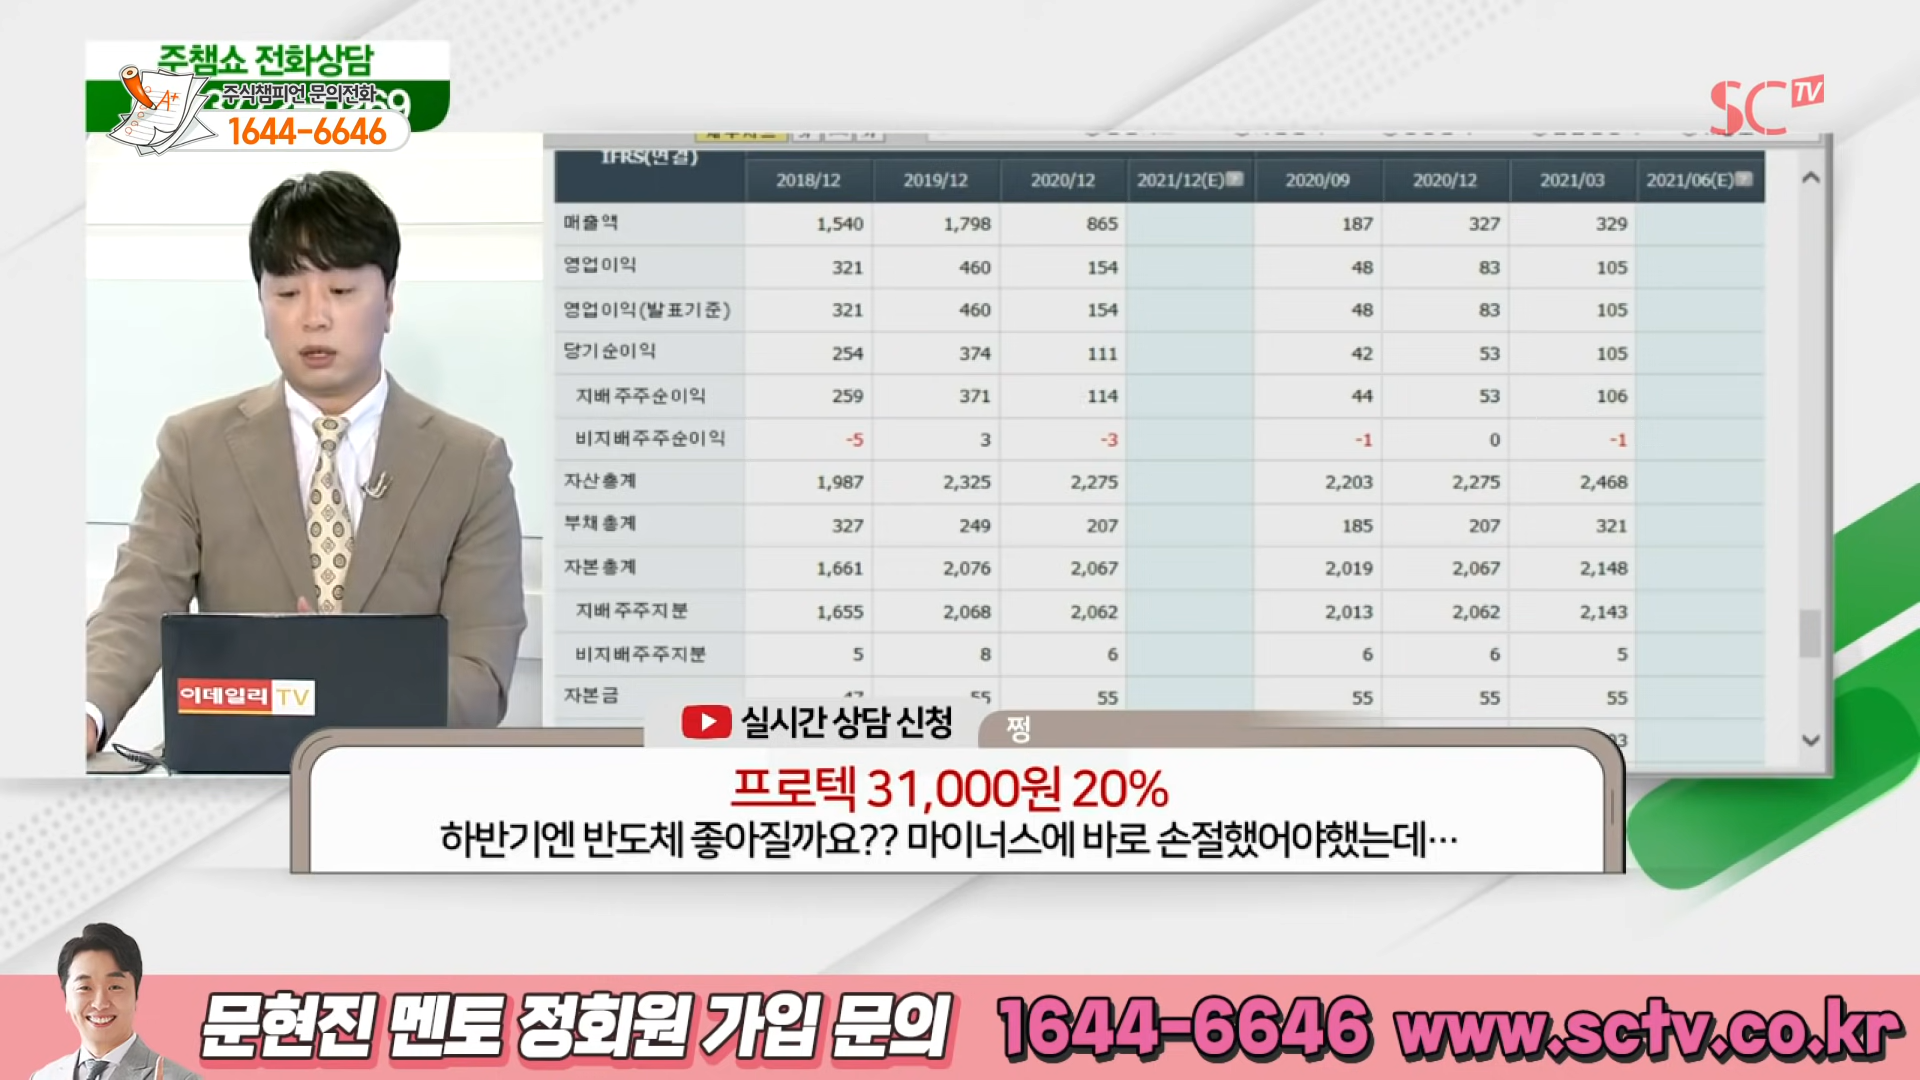 주챔쇼 전화상담
주식챔피언 문의전화
1644-6646
SC TV
IFRS(연결)
2018/12 2019/12 2020/12 2021/12(E) 2020/09 2020/12 2021/03 2021/06(E)
매출액 1,540 1,798 865 187 327 329
영업이익 321 460 154 48 83 105
영업이익(발표기준) 321 460 154 48 83 105
당기순이익 254 374 111 42 53 105
지배주주순이익 259 371 114 44 53 106
비지배주주순이익 -5 3 -3 -1 0 -1
자산총계 1,987 2,325 2,275 2,203 2,275 2,468
부채총계 327 249 207 185 207 321
자본총계 1,661 2,076 2,067 2,019 2,067 2,148
지배주주지분 1,655 2,068 2,062 2,013 2,062 2,143
비지배주주지분 5 8 6 6 6 5
자본금 47 55 55 55 55 55
이데일리 TV
실시간 상담 신청 쩡
프로텍 31,000원 20%
하반기엔 반도체 좋아질까요?? 마이너스에 바로 손절했어야했는데…
문현진 멘토 정회원 가입 문의 1644-6646 www.sctv.co.kr